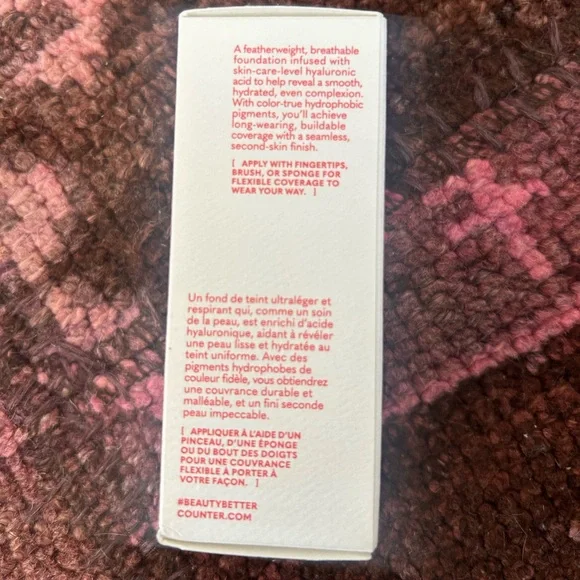 A featherweight, breathable
foundation infused with
skin-care-level hyaluronic
acid to help reveal a smooth,
hydrated, even complexion.
With color-true hydrophobic
pigments, you'll achieve
long-wearing, buildable
coverage with a seamless,
second-skin finish.
[ APPLY WITH FINGERTIPS,
BRUSH, OR SPONGE FOR
FLEXIBLE COVERAGE TO
WEAR YOUR WAY. ]
Un fond de teint ultraléger et
respirant qui, comme un soin
de la peau, est enrichi d'acide
hyaluronique, aidant à révéler
une peau lisse et hydratée au
teint uniforme. Avec des
pigments hydrophobes de
couleur fidèle, vous obtiendrez
une couvrance durable et
malléable, et un fini seconde
peau impeccable.
[ APPLIQUER À L'AIDE D'UN
PINCEAU, D'UNE ÉPONGE
OU DU BOUT DES DOIGTS
POUR UNE COUVRANCE
FLEXIBLE À PORTER À
VOTRE FAÇON. ]
#BEAUTYBETTER
COUNTER.COM